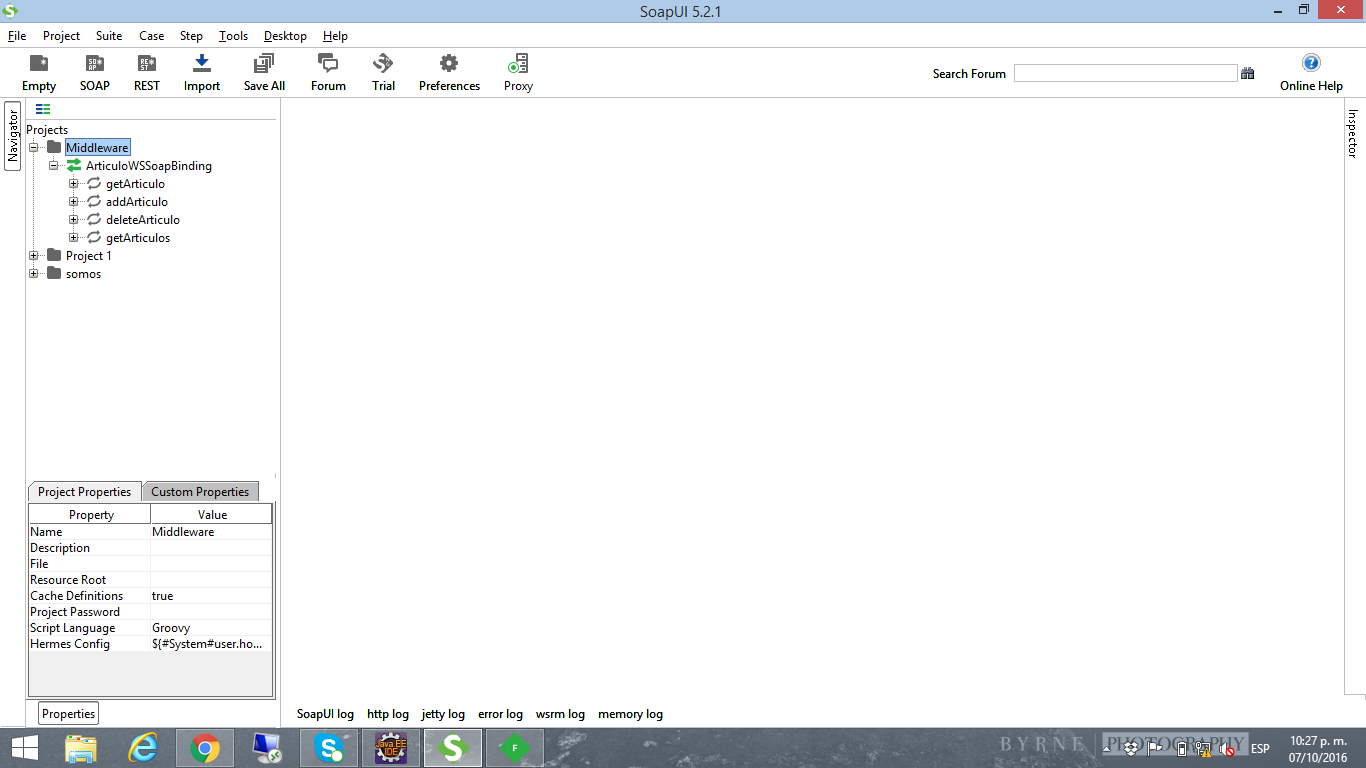 SoapUI 5.2.1
File Project Suite Case Step Tools Desktop Help
Empty SOAP REST Import Save All Forum Trial Preferences Proxy Search Forum Online Help
Navigator
Inspector
Projects
Middleware
ArticuloWSSoapBinding
getArticulo
addArticulo
deleteArticulo
getArticulos
Project 1
somos
Project Properties Custom Properties
Property Value
Name Middleware
Description
File
Resource Root
Cache Definitions true
Project Password
Script Language Groovy
Hermes Config ${#System#user.ho...
Properties
SoapUI log http log jetty log error log wsrm log memory log
Java EE
IDE
BYRNE PHOTOGRAPHY
ESP
10:27 p. m.
07/10/2016